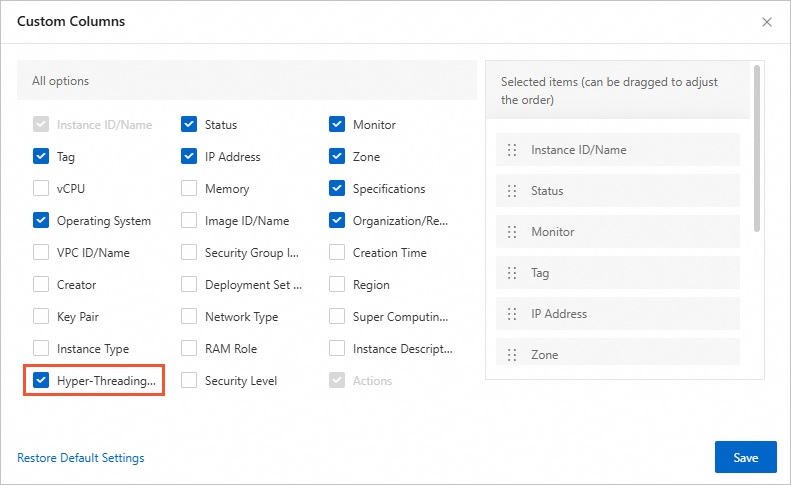 Custom Columns
All options
Instance ID/Name
Status
Monitor
Tag
IP Address
Zone
vCPU
Memory
Specifications
Operating System
Image ID/Name
Organization/Re...
VPC ID/Name
Security Group I...
Creation Time
Creator
Deployment Set ...
Region
Key Pair
Network Type
Super Computin...
Instance Type
RAM Role
Instance Descript...
Hyper-Threading...
Security Level
Actions
Selected items (can be dragged to adjust
the order)
Instance ID/Name
Status
Monitor
Tag
IP Address
Zone
Restore Default Settings
Save